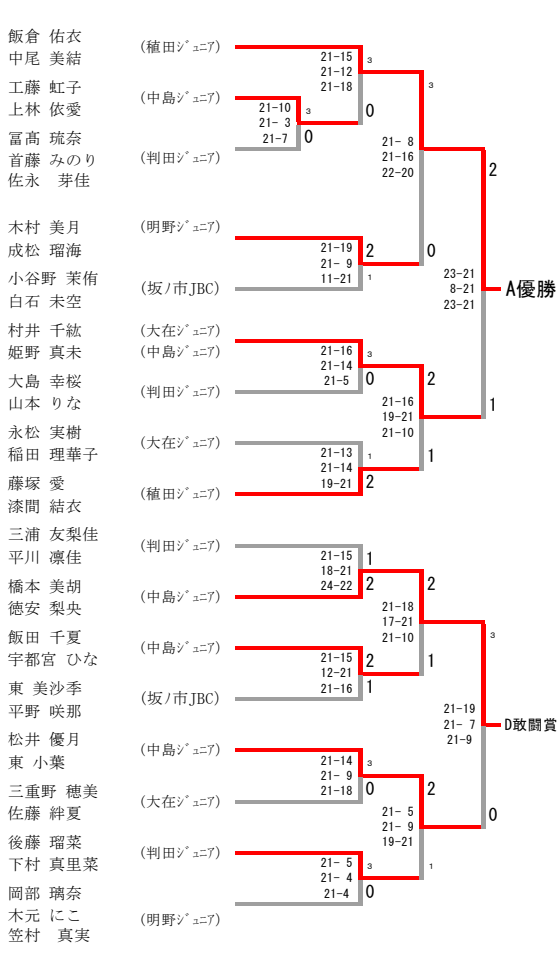 飯倉 佑衣
中尾 美結
(稙田ジュニア)
21-15
21-12
21-18
3
工藤 虹子
上林 依愛
(中島ジュニア)
21-10
21- 3
21-7
3
0
0
3
冨髙 琉奈
首藤 みのり
佐永 芽佳
(判田ジュニア)
21- 8
21-16
22-20
2
木村 美月
成松 瑠海
(明野ジュニア)
21-19
21- 9
11-21
2
1
0
小谷野 茉侑
白石 未空
(坂ノ市JBC)
23-21
8-21
23-21
A優勝
村井 千紘
姫野 真未
(大在ジュニア)
(中島ジュニア)
21-16
21-14
21-5
3
0
2
大島 幸桜
山本 りな
(判田ジュニア)
21-16
19-21
21-10
1
永松 実樹
稲田 理華子
(大在ジュニア)
21-13
21-14
19-21
1
2
1
藤塚 愛
漆間 結衣
(稙田ジュニア)
三浦 友梨佳
平川 凛佳
(判田ジュニア)
21-15
18-21
24-22
1
2
2
橋本 美胡
徳安 梨央
(中島ジュニア)
21-18
17-21
21-10
3
飯田 千夏
宇都宮 ひな
(中島ジュニア)
21-15
12-21
21-16
2
1
1
東 美沙季
平野 咲那
(坂ノ市JBC)
21-19
21- 7
21-9
D敢闘賞
松井 優月
東 小葉
(中島ジュニア)
21-14
21- 9
21-18
3
0
2
三重野 穂美
佐藤 絆夏
(大在ジュニア)
21- 5
21- 9
19-21
0
後藤 瑠菜
下村 真里菜
(判田ジュニア)
21- 5
21- 4
21-4
3
0
1
岡部 璃奈
木元 にこ
笠村 真実
(明野ジュニア)